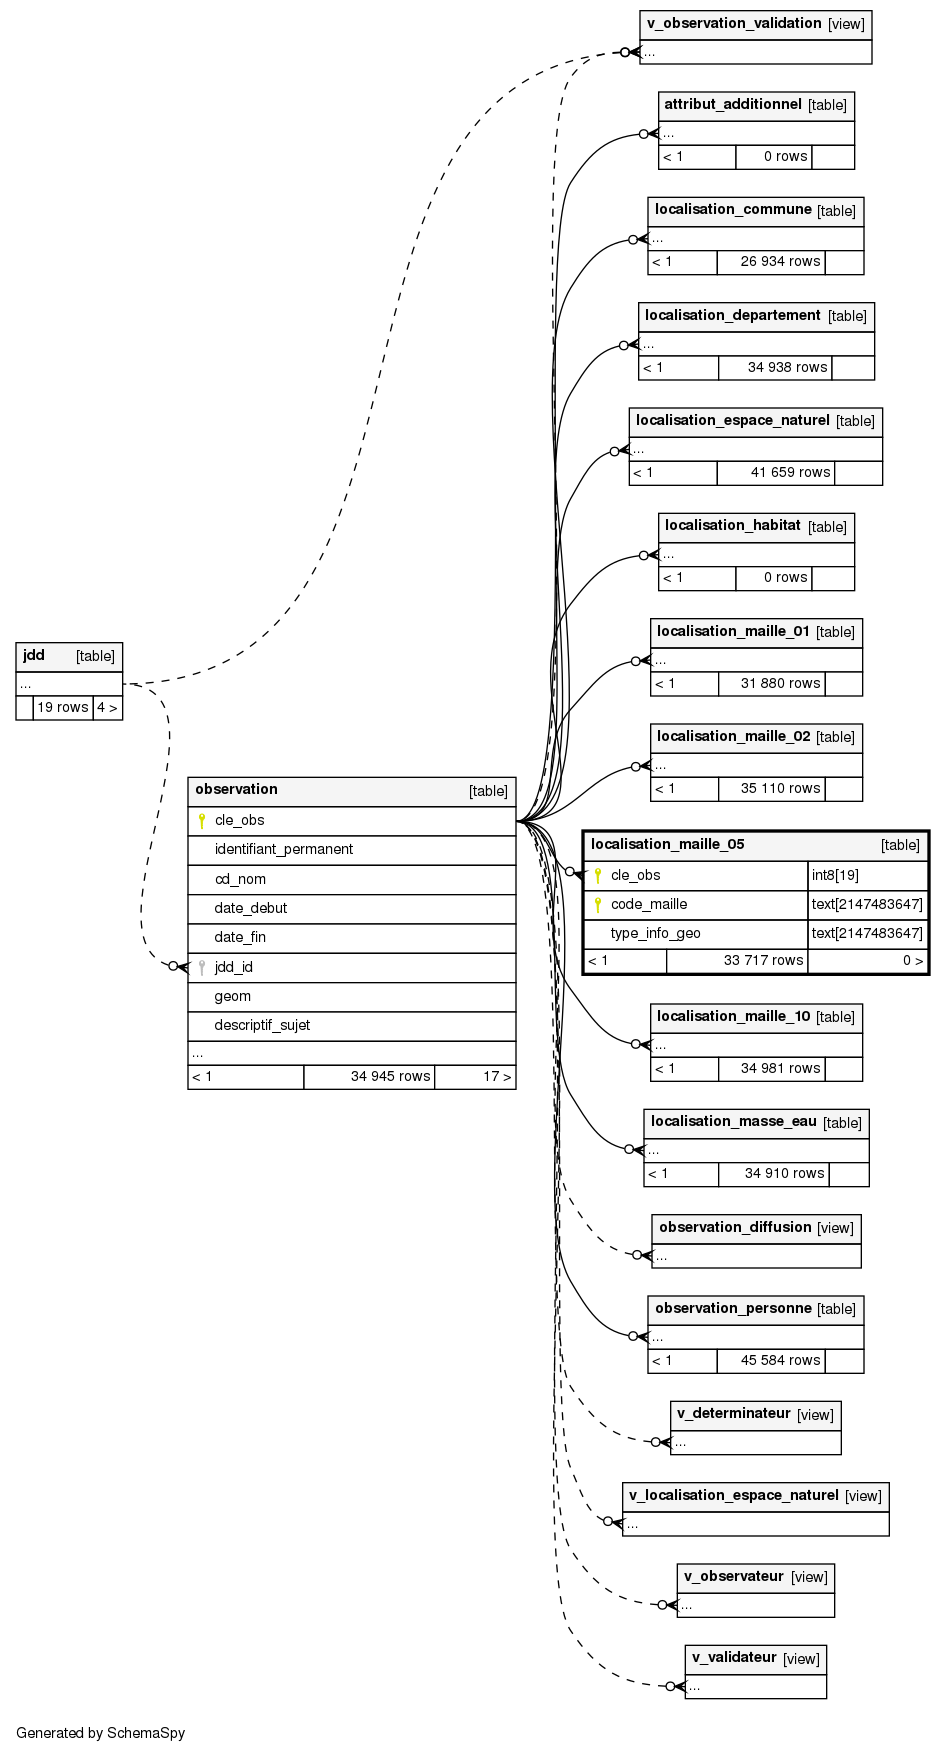 v_observation_validation [view]
...
attribut_additionnel [table]
...
< 1 0 rows
localisation_commune [table]
...
< 1 26 934 rows
localisation_departement [table]
...
< 1 34 938 rows
localisation_espace_naturel [table]
...
< 1 41 659 rows
localisation_habitat [table]
...
< 1 0 rows
localisation_maille_01 [table]
...
< 1 31 880 rows
jdd [table]
...
19 rows 4 >
localisation_maille_02 [table]
...
< 1 35 110 rows
observation [table]
cle_obs
identifiant_permanent
cd_nom
date_debut
date_fin
jdd_id
geom
descriptif_sujet
...
< 1 34 945 rows 17 >
localisation_maille_05 [table]
cle_obs int8[19]
code_maille text[2147483647]
type_info_geo text[2147483647]
< 1 33 717 rows 0 >
localisation_maille_10 [table]
...
< 1 34 981 rows
localisation_masse_eau [table]
...
< 1 34 910 rows
observation_diffusion [view]
...
observation_personne [table]
...
< 1 45 584 rows
v_determinateur [view]
...
v_localisation_espace_naturel [view]
...
v_observateur [view]
...
v_validateur [view]
...
Generated by SchemaSpy